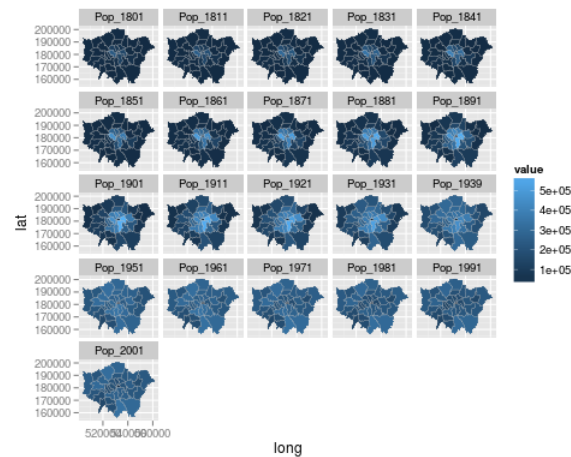 Pop_1801 Pop_1811 Pop_1821 Pop_1831 Pop_1841
200000
190000
180000
170000
160000
Pop_1851 Pop_1861 Pop_1871 Pop_1881 Pop_1891
200000
190000
180000
170000
160000
value
5e+05
4e+05
3e+05
2e+05
1e+05
Pop_1901 Pop_1911 Pop_1921 Pop_1931 Pop_1939
200000
190000
180000
170000
160000
lat
Pop_1951 Pop_1961 Pop_1971 Pop_1981 Pop_1991
200000
190000
180000
170000
160000
Pop_2001
200000
190000
180000
170000
160000
520000 540000 560000
long